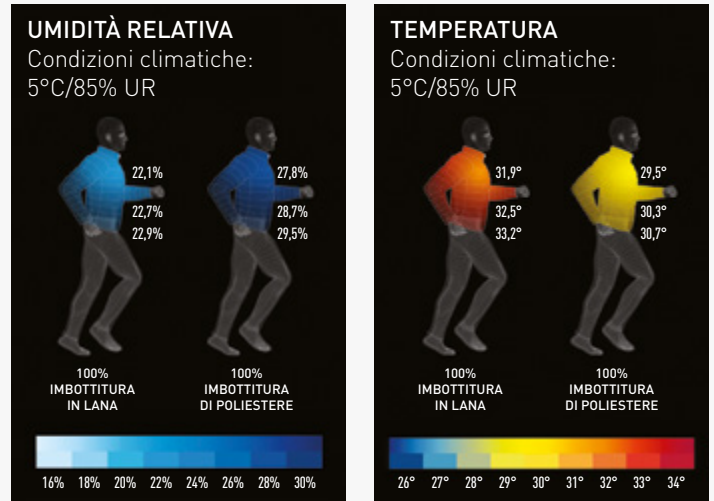 UMIDITÀ RELATIVA
Condizioni climatiche:
5°C/85% UR
22,1%
22,7%
22,9%
27,8%
28,7%
29,5%
100%
IMBOTTITURA
IN LANA
100%
IMBOTTITURA
DI POLIESTERE
16% 18% 20% 22% 24% 26% 28% 30%
TEMPERATURA
Condizioni climatiche:
5°C/85% UR
31,9°
32,5°
33,2°
29,5°
30,3°
30,7°
100%
IMBOTTITURA
IN LANA
100%
IMBOTTITURA
DI POLIESTERE
26° 27° 28° 29° 30° 31° 32° 33° 34°